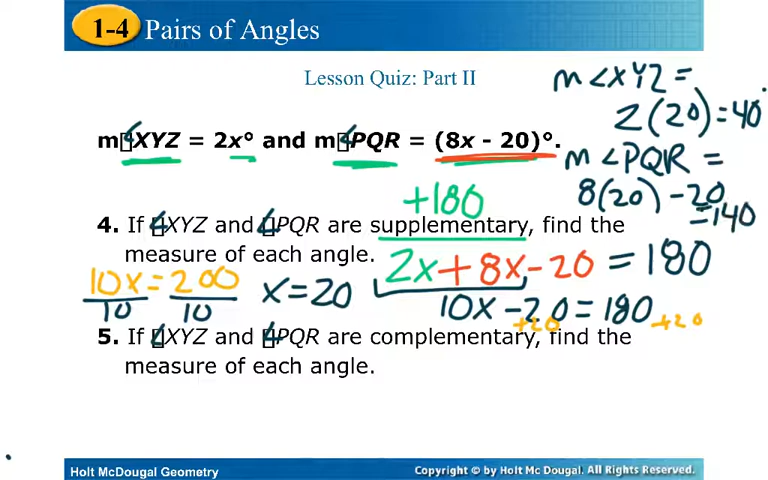 1-4 Pairs of Angles
Lesson Quiz: Part II
m∠XYZ =
2(20)=40
m∠XYZ = 2x° and m∠PQR = (8x - 20)°.
m∠PQR =
8(20) -20
=140
+180
4. If ∠XYZ and ∠PQR are supplementary, find the
measure of each angle.
2x+8x-20 = 180
10x=200
10 10
x=20
10x -20=180
+20 +20
5. If ∠XYZ and ∠PQR are complementary, find the
measure of each angle.
Holt McDougal Geometry
Copyright © by Holt Mc Dougal. All Rights Reserved.